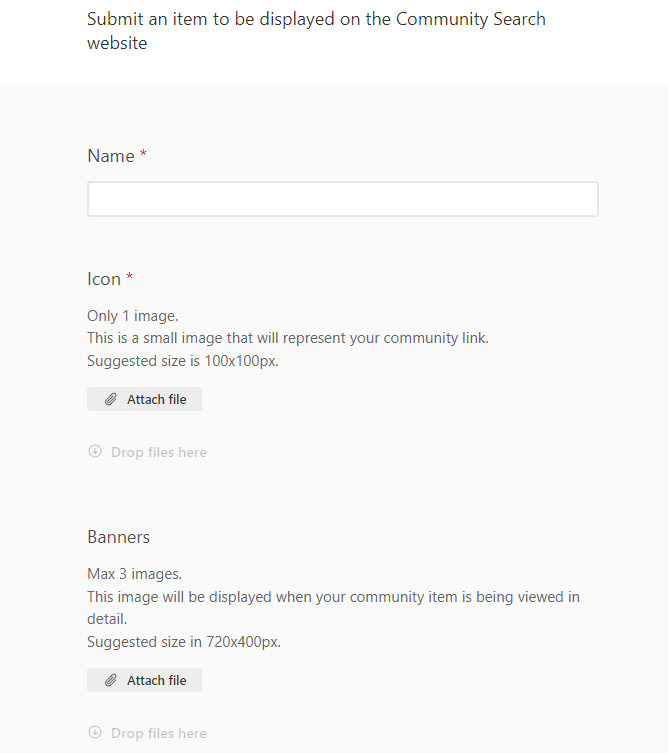 Submit an item to be displayed on the Community Search
website
Name *
Icon *
Only 1 image.
This is a small image that will represent your community link.
Suggested size is 100x100px.
Attach file
Drop files here
Banners
Max 3 images.
This image will be displayed when your community item is being viewed in
detail.
Suggested size in 720x400px.
Attach file
Drop files here